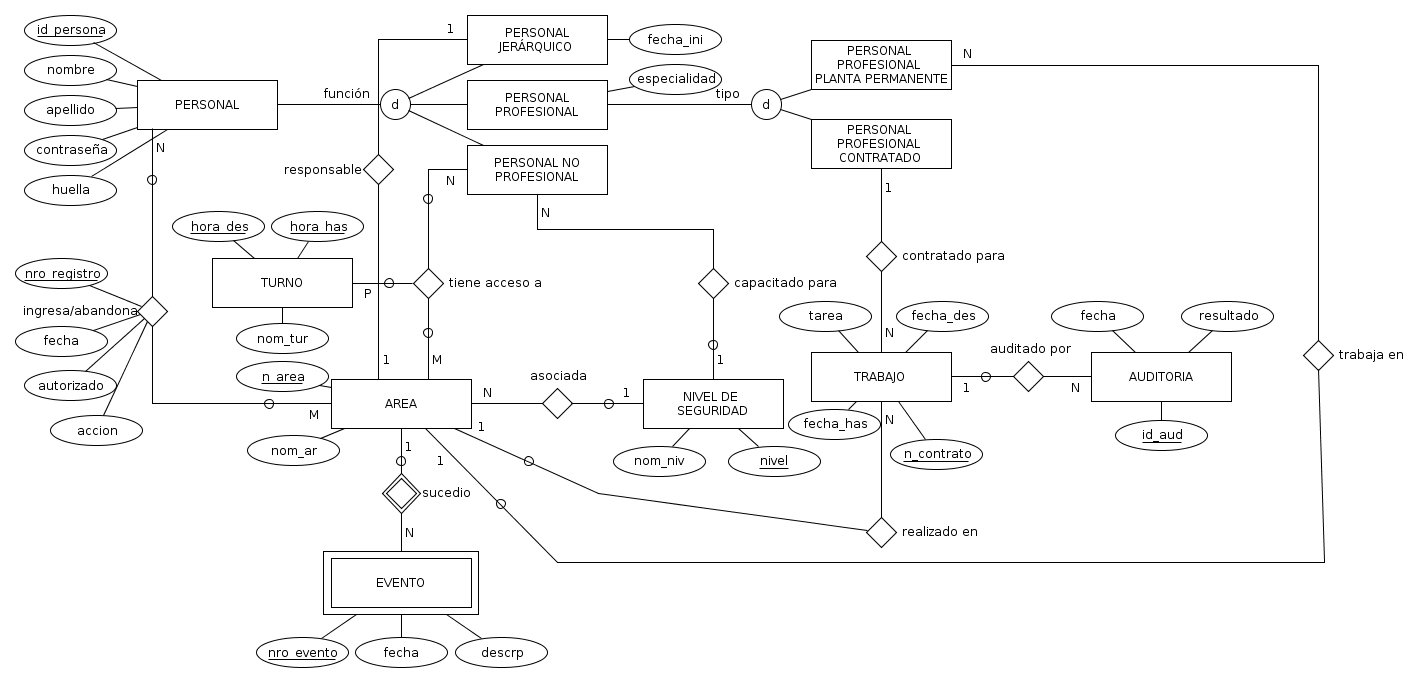 id_persona
nombre
apellido
contraseña
huella
PERSONAL
N
función
d
1
PERSONAL
JERÁRQUICO
fecha_ini
PERSONAL
PROFESIONAL
especialidad
tipo
d
PERSONAL NO
PROFESIONAL
PERSONAL
PROFESIONAL
PLANTA PERMANENTE
N
PERSONAL
PROFESIONAL
CONTRATADO
1
responsable
N
N
hora_des
hora_has
TURNO
P
nom_tur
tiene acceso a
capacitado para
contratado para
nro_registro
ingresa/abandona
fecha
autorizado
accion
tarea
fecha_des
N
fecha
resultado
auditado por
trabaja en
1
M
1
n_area
AREA
M
nom_ar
N
asociada
1
NIVEL DE
SEGURIDAD
nom_niv
nivel
TRABAJO
1
N
AUDITORIA
id_aud
fecha_has
N
n_contrato
1
1
1
sucedio
N
realizado en
EVENTO
nro_evento
fecha
descrp